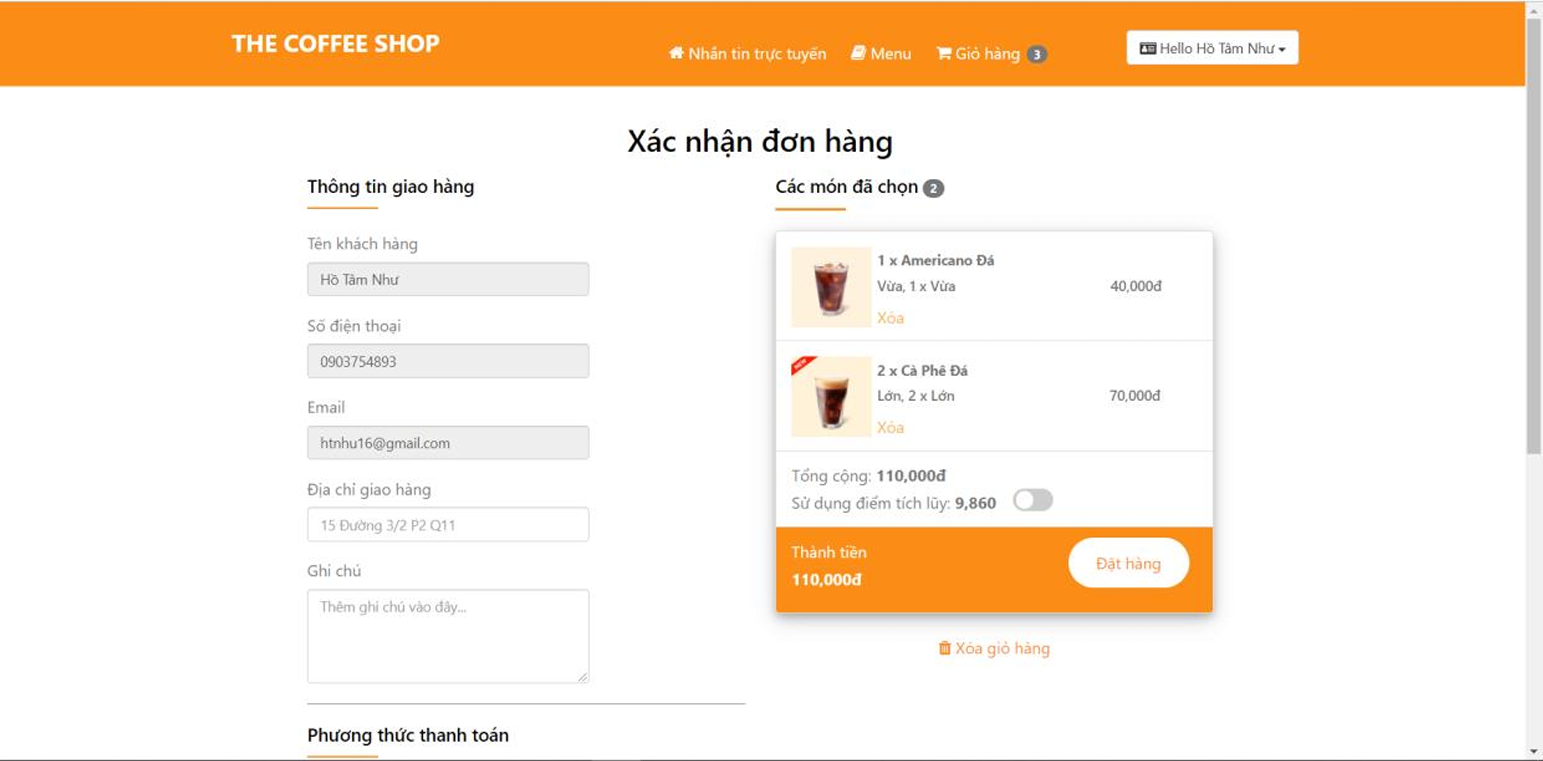 THE COFFEE SHOP
Nhắn tin trực tuyến
Menu
Giỏ hàng 3
Hello Hồ Tâm Như
Xác nhận đơn hàng
Thông tin giao hàng
Tên khách hàng
Hồ Tâm Như
Số điện thoại
0903754893
Email
htnhu16@gmail.com
Địa chỉ giao hàng
15 Đường 3/2 P2 Q11
Ghi chú
Thêm ghi chú vào đây...
Phương thức thanh toán
Các món đã chọn 2
1 x Americano Đá
Vừa, 1 x Vừa 40,000đ
Xóa
NEW
2 x Cà Phê Đá
Lớn, 2 x Lớn 70,000đ
Xóa
Tổng cộng: 110,000đ
Sử dụng điểm tích lũy: 9,860
Thành tiền
110,000đ
Đặt hàng
Xóa giỏ hàng